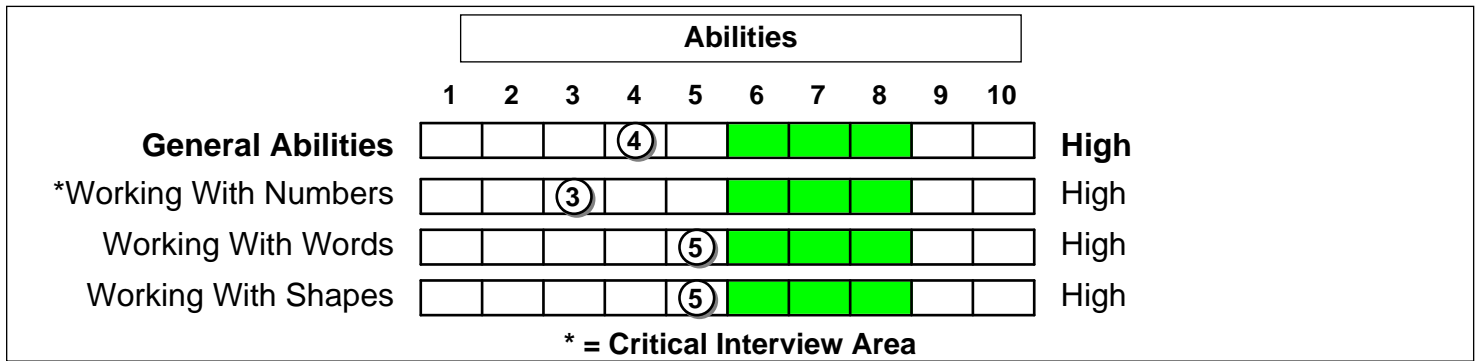 Abilities
1 2 3 4 5 6 7 8 9 10
General Abilities 4 High
*Working With Numbers 3 High
Working With Words 5 High
Working With Shapes 5 High
* = Critical Interview Area